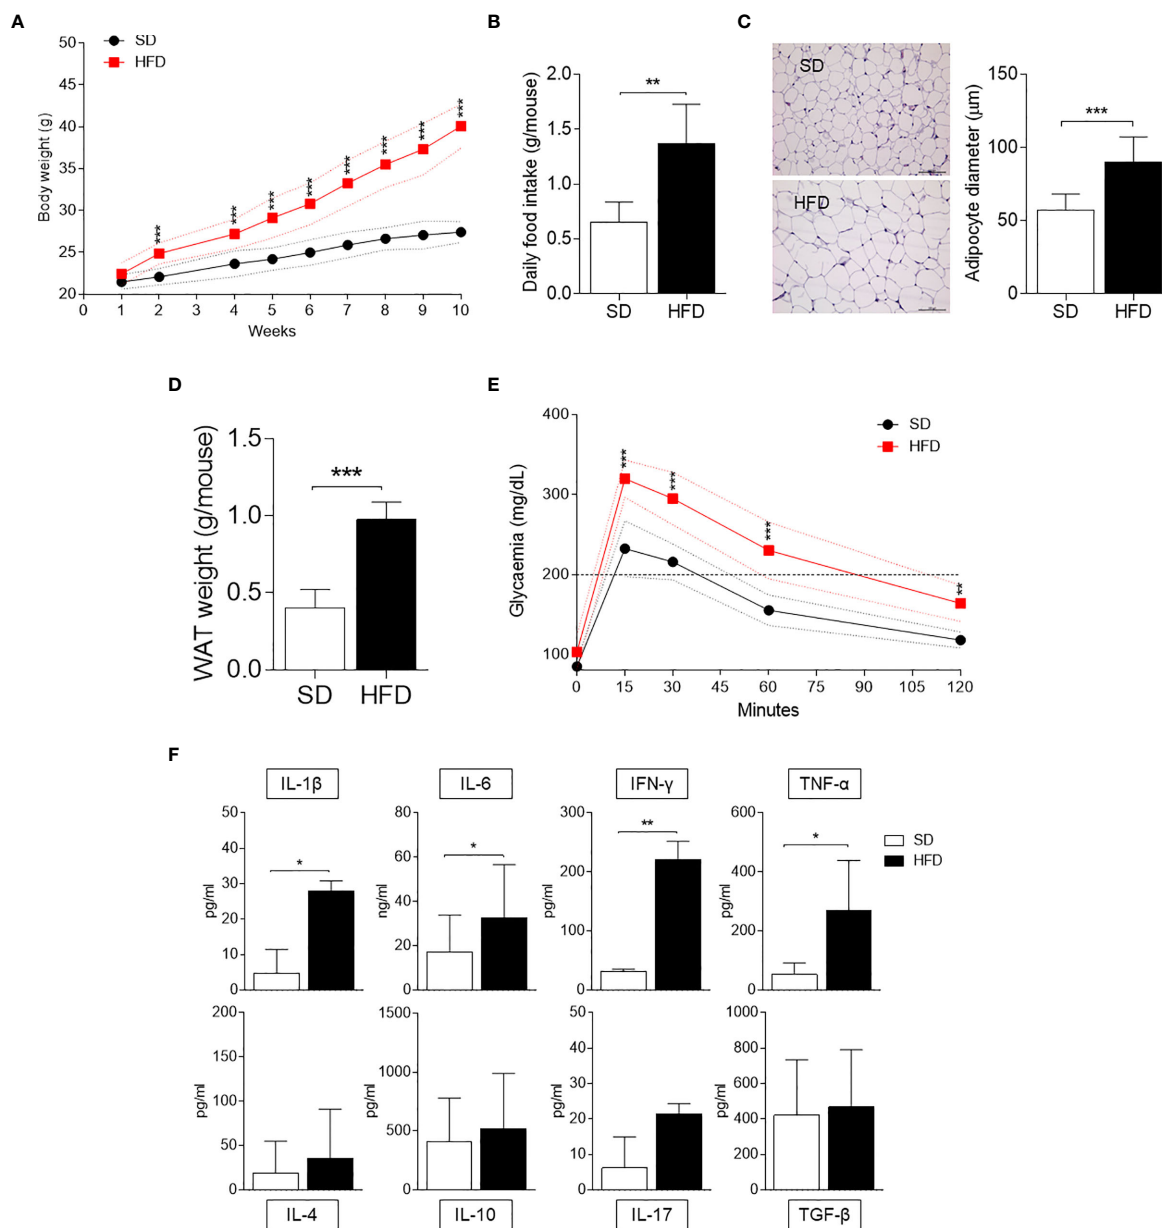 A
SD
HFD
Body weight (g)
50
45
40
35
30
25
20
***
***
***
***
***
***
***
***
0 1 2 3 4 5 6 7 8 9 10
Weeks
B
Daily food intake (g/mouse)
2.0
1.5
1.0
0.5
0.0
**
SD HFD
C
SD
HFD
Adipocyte diameter (μm)
150
100
50
0
***
SD HFD
D
WAT weight (g/mouse)
1.5
1.0
0.5
0.0
***
SD HFD
E
SD
HFD
Glycaemia (mg/dL)
400
300
200
100
***
***
***
**
0 15 30 45 60 75 90 105 120
Minutes
F
IL-1β
pg/ml
50
40
30
20
10
0
*
IL-6
ng/ml
80
60
40
20
0
*
IFN-γ
pg/ml
300
200
100
0
**
TNF-α
pg/ml
600
400
200
0
*
SD
HFD
pg/ml
200
150
100
50
0
IL-4
pg/ml
1500
1000
500
0
IL-10
pg/ml
50
40
30
20
10
0
IL-17
pg/ml
1000
800
600
400
200
0
TGF-β